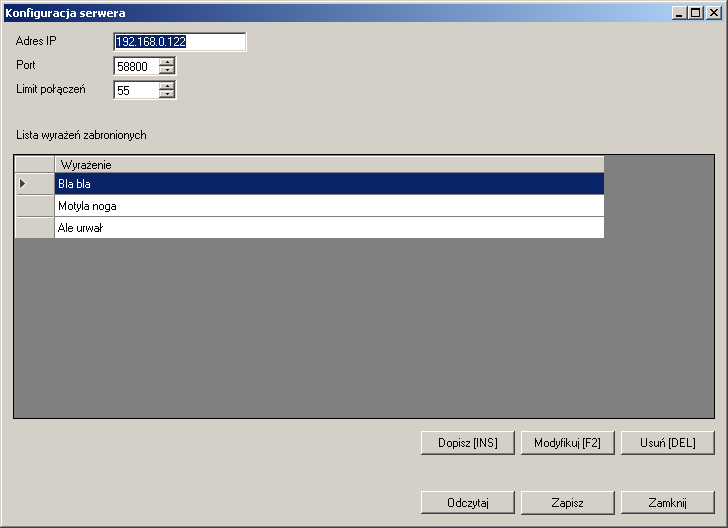 Konfiguracja serwera
Adres IP 192.168.0.122
Port 58800
Limit połączeń 55
Lista wyrażeń zabronionych
Wyrażenie
Bla bla
Motyla noga
Ale urwał
Dopisz [INS] Modyfikuj [F2] Usuń [DEL]
Odczytaj Zapisz Zamknij